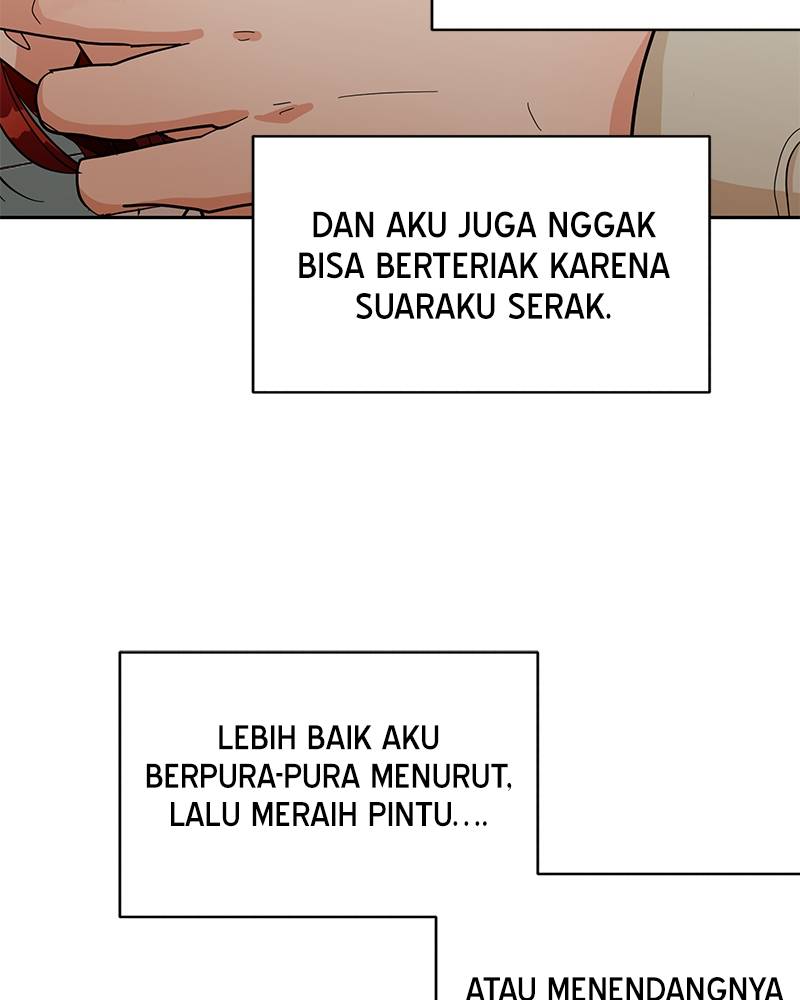 DAN AKU JUGA NGGAK
BISA BERTERIAK KARENA
SUARAKU SERAK.
LEBIH BAIK AKU
BERPURA-PURA MENURUT,
LALU MERAIH PINTU....
ATAU MENENDANGNYA